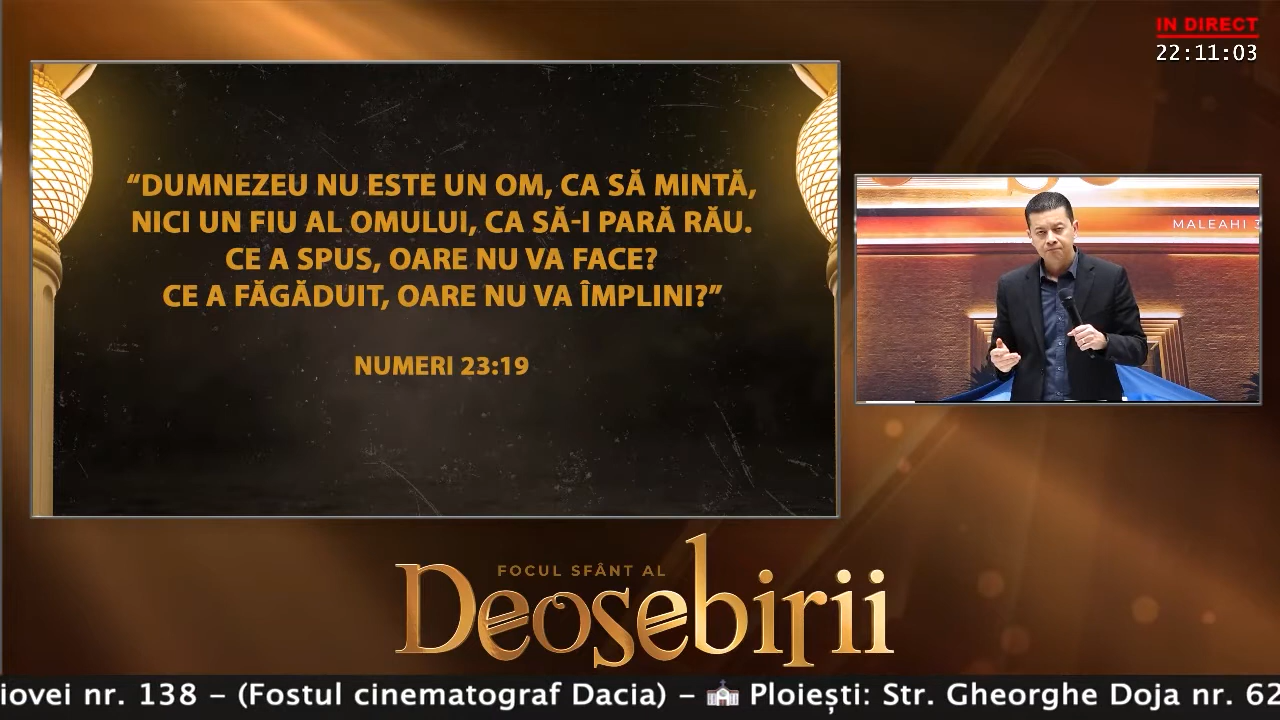 IN DIRECT
22:11:03
“DUMNEZEU NU ESTE UN OM, CA SĂ MINTĂ,
NICI UN FIU AL OMULUI, CA SĂ-I PARĂ RĂU.
CE A SPUS, OARE NU VA FACE?
CE A FĂGĂDUIT, OARE NU VA ÎMPLINI?”
NUMERI 23:19
MALEAHI 3
FOCUL SFÂNT AL
Deosebirii
iovei nr. 138 – (Fostul cinematograf Dacia) – Ploiești: Str. Gheorghe Doja nr. 62